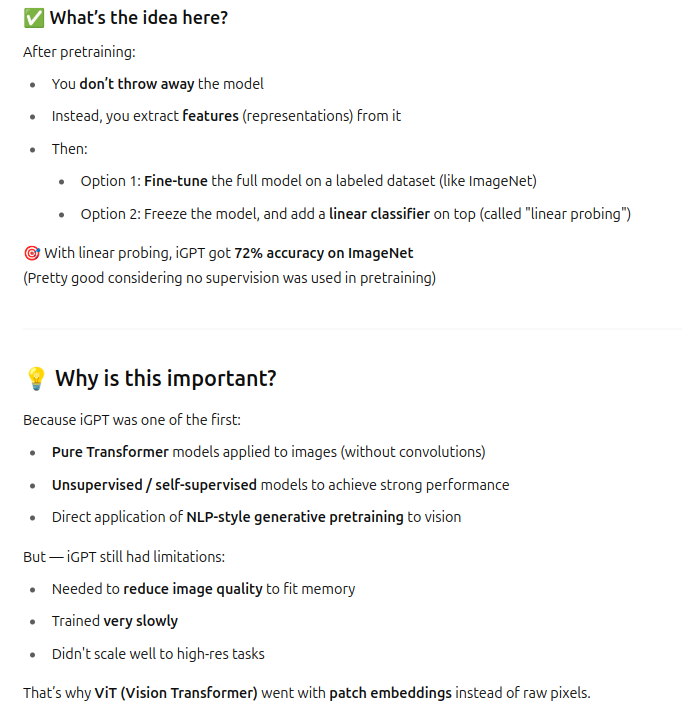 ✅ What's the idea here?
After pretraining:
• You don't throw away the model
• Instead, you extract features (representations) from it
• Then:
• Option 1: Fine-tune the full model on a labeled dataset (like ImageNet)
• Option 2: Freeze the model, and add a linear classifier on top (called "linear probing")
🎯 With linear probing, iGPT got 72% accuracy on ImageNet
(Pretty good considering no supervision was used in pretraining)
💡 Why is this important?
Because iGPT was one of the first:
• Pure Transformer models applied to images (without convolutions)
• Unsupervised / self-supervised models to achieve strong performance
• Direct application of NLP-style generative pretraining to vision
But — iGPT still had limitations:
• Needed to reduce image quality to fit memory
• Trained very slowly
• Didn't scale well to high-res tasks
That's why ViT (Vision Transformer) went with patch embeddings instead of raw pixels.